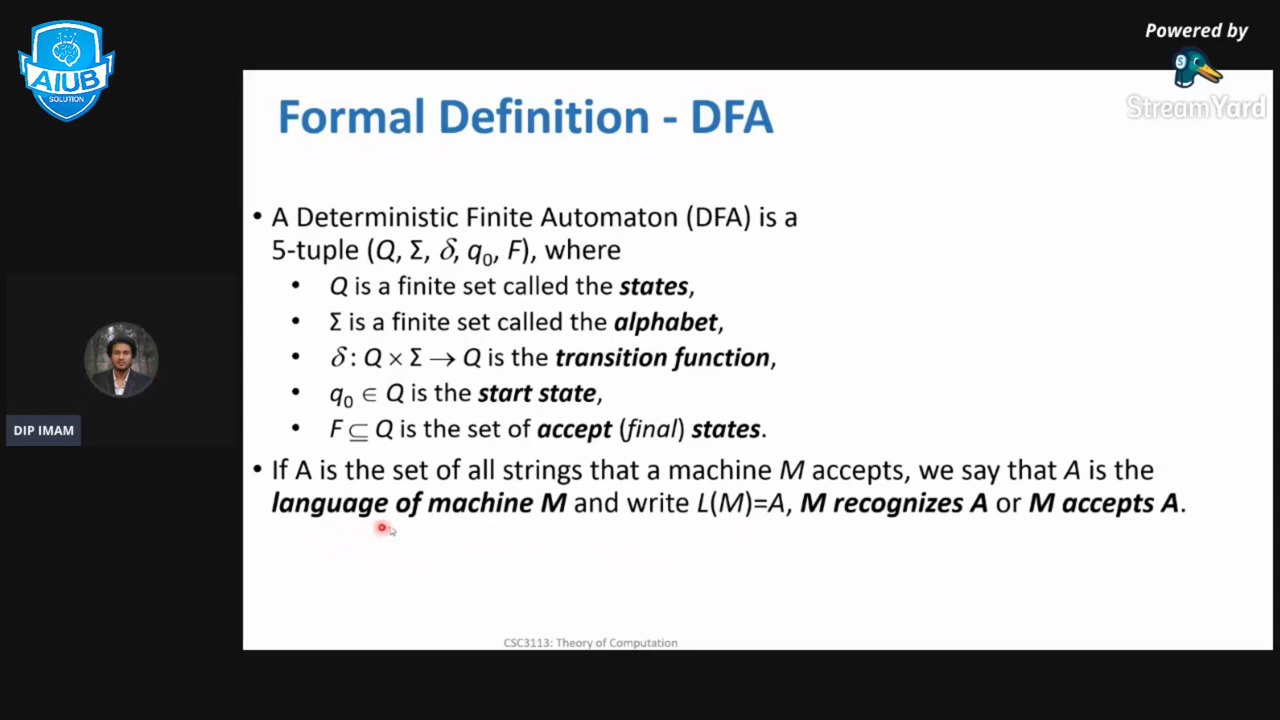 Powered by
AIUB
SOLUTION
S
StreamYard
Formal Definition - DFA
• A Deterministic Finite Automaton (DFA) is a
5-tuple (Q, Σ, δ, q₀, F), where
• Q is a finite set called the states,
• Σ is a finite set called the alphabet,
• δ : Q × Σ → Q is the transition function,
• q₀ ∈ Q is the start state,
• F ⊆ Q is the set of accept (final) states.
• If A is the set of all strings that a machine M accepts, we say that A is the
language of machine M and write L(M)=A, M recognizes A or M accepts A.
DIP IMAM
CSC3113: Theory of Computation